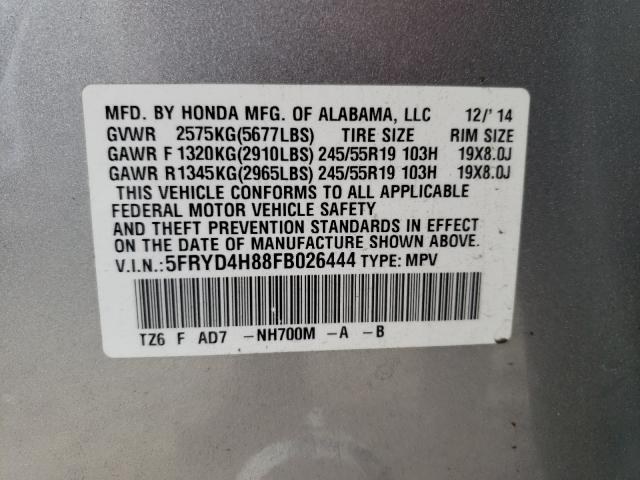 MFD. BY HONDA MFG. OF ALABAMA, LLC 12/' 14
GVWR 2575KG(5677LBS) TIRE SIZE RIM SIZE
GAWR F 1320KG(2910LBS) 245/55R19 103H 19X8.0J
GAWR R 1345KG(2965LBS) 245/55R19 103H 19X8.0J
THIS VEHICLE CONFORMS TO ALL APPLICABLE
FEDERAL MOTOR VEHICLE SAFETY
AND THEFT PREVENTION STANDARDS IN EFFECT
ON THE DATE OF MANUFACTURE SHOWN ABOVE.
V.I.N.: 5FRYD4H88FB026444 TYPE: MPV
TZ6 F AD7 -NH700M -A -B